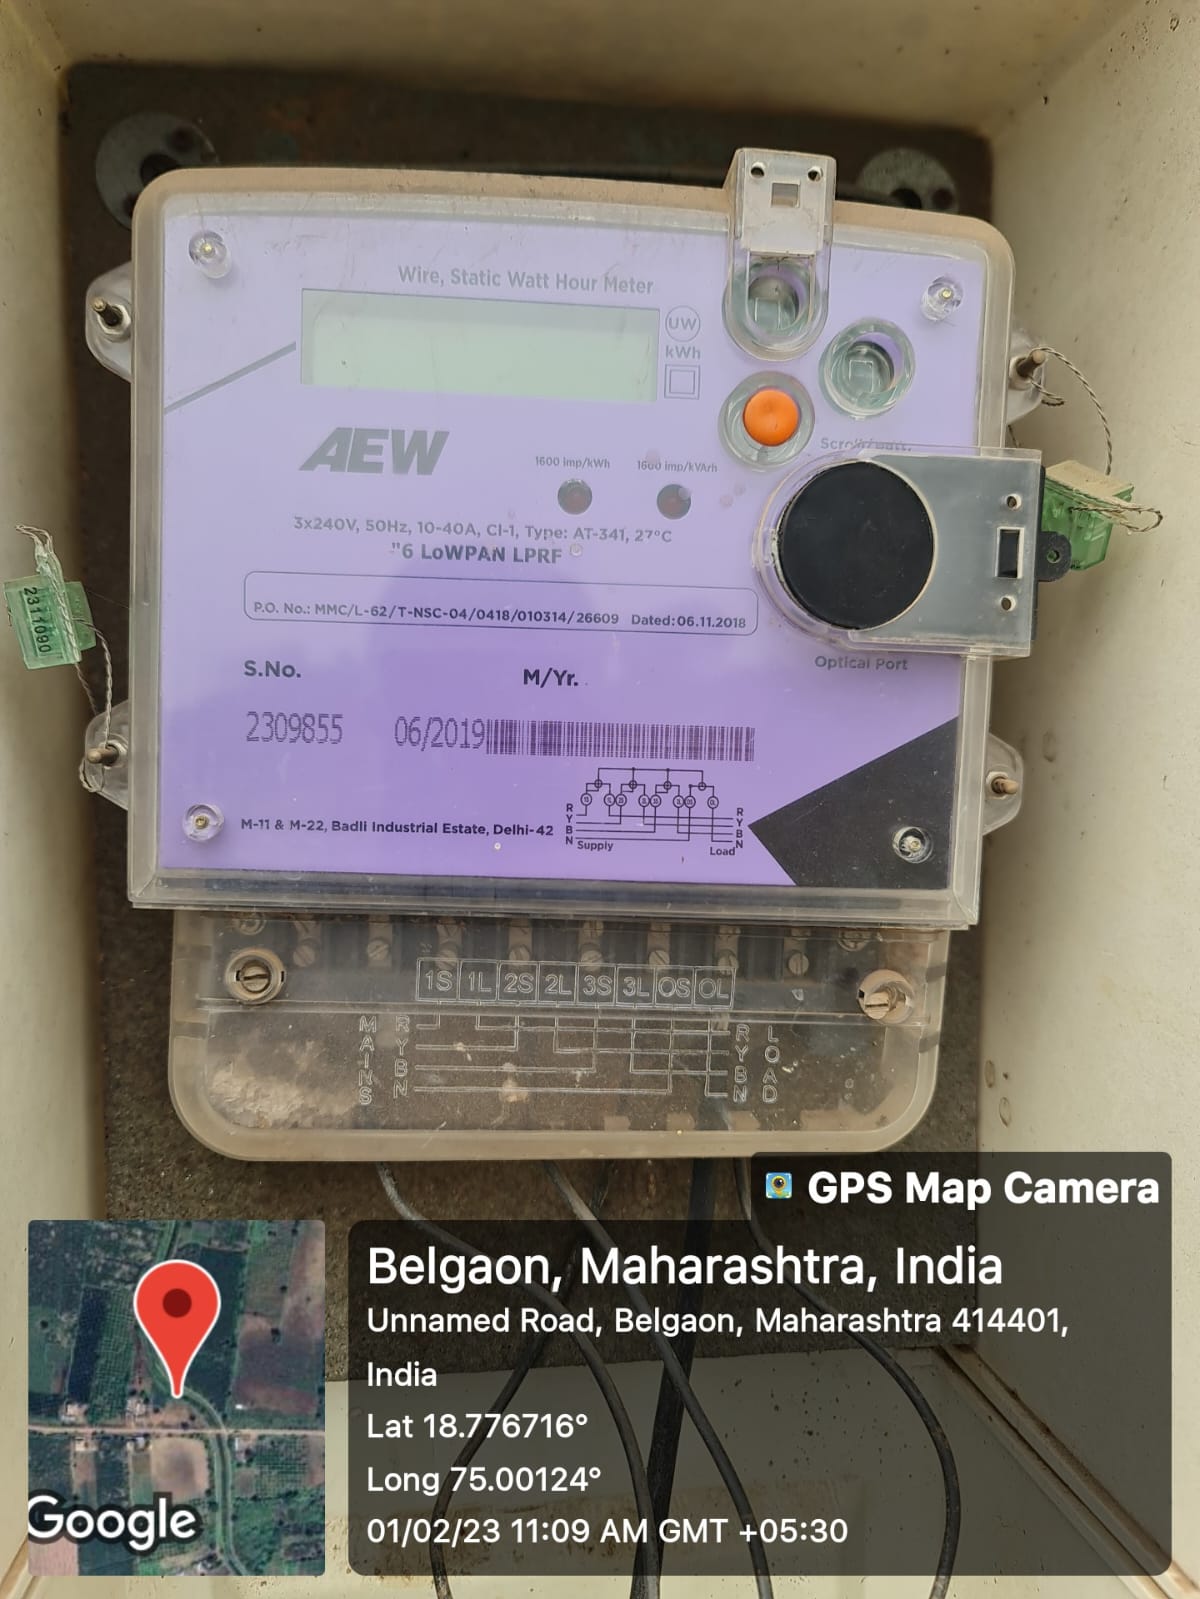 Wire, Static Watt Hour Meter
UW
kWh
AEW
Scroll/Batt.
1600 imp/kWh 1600 imp/kVArh
3x240V, 50Hz, 10-40A, Cl-1, Type: AT-341, 27°C
"6 LoWPAN LPRF
P.O. No.: MMC/L-62/T-NSC-04/0418/010314/26609 Dated:06.11.2018
2311090
Optical Port
S.No. M/Yr.
2309855 06/2019
R Y B N
Supply
R Y B N
Load
M-11 & M-22, Badli Industrial Estate, Delhi-42
1S 1L 2S 2L 3S 3L OS OL
MAINS
R Y B N
R Y B N
LOAD
GPS Map Camera
Belgaon, Maharashtra, India
Unnamed Road, Belgaon, Maharashtra 414401,
India
Lat 18.776716°
Long 75.00124°
01/02/23 11:09 AM GMT +05:30
Google